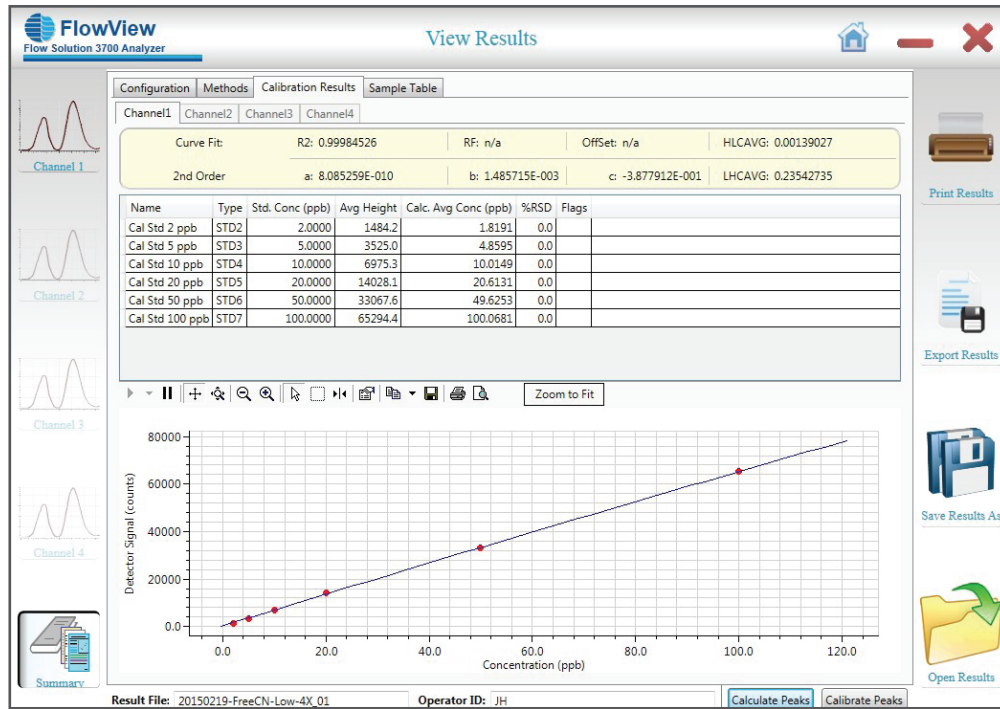 FlowView
Flow Solution 3700 Analyzer
View Results
Configuration Methods Calibration Results Sample Table
Channel1 Channel2 Channel3 Channel4
Curve Fit: R2: 0.99984526 RF: n/a OffSet: n/a HLCAVG: 0.00139027
2nd Order a: 8.085259E-010 b: 1.485715E-003 c: -3.877912E-001 LHCAVG: 0.23542735
Name Type Std. Conc (ppb) Avg Height Calc. Avg Conc (ppb) %RSD Flags
Cal Std 2 ppb STD2 2.0000 1484.2 1.8191 0.0
Cal Std 5 ppb STD3 5.0000 3525.0 4.8595 0.0
Cal Std 10 ppb STD4 10.0000 6975.3 10.0149 0.0
Cal Std 20 ppb STD5 20.0000 14028.1 20.6131 0.0
Cal Std 50 ppb STD6 50.0000 33067.6 49.6253 0.0
Cal Std 100 ppb STD7 100.0000 65294.4 100.0681 0.0
Zoom to Fit
80000
60000
40000
20000
0.0
Detector Signal (counts)
0.0 20.0 40.0 60.0 80.0 100.0 120.0
Concentration (ppb)
Result File: 20150219-FreeCN-Low-4X_01 Operator ID: JH Calculate Peaks Calibrate Peaks
Channel 1
Channel 2
Channel 3
Channel 4
Summary
Print Results
Export Results
Save Results As
Open Results